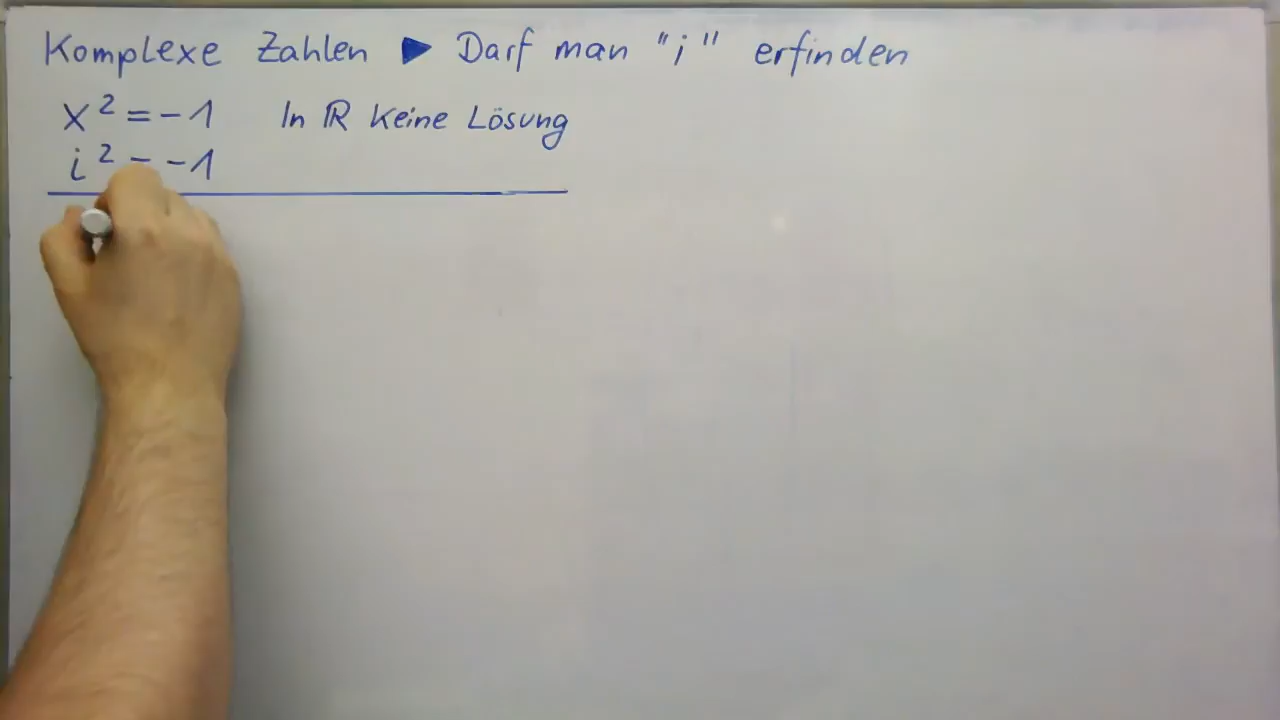 Komplexe Zahlen ▶ Darf man "i" erfinden
x² = -1 In ℝ keine Lösung
i² = -1